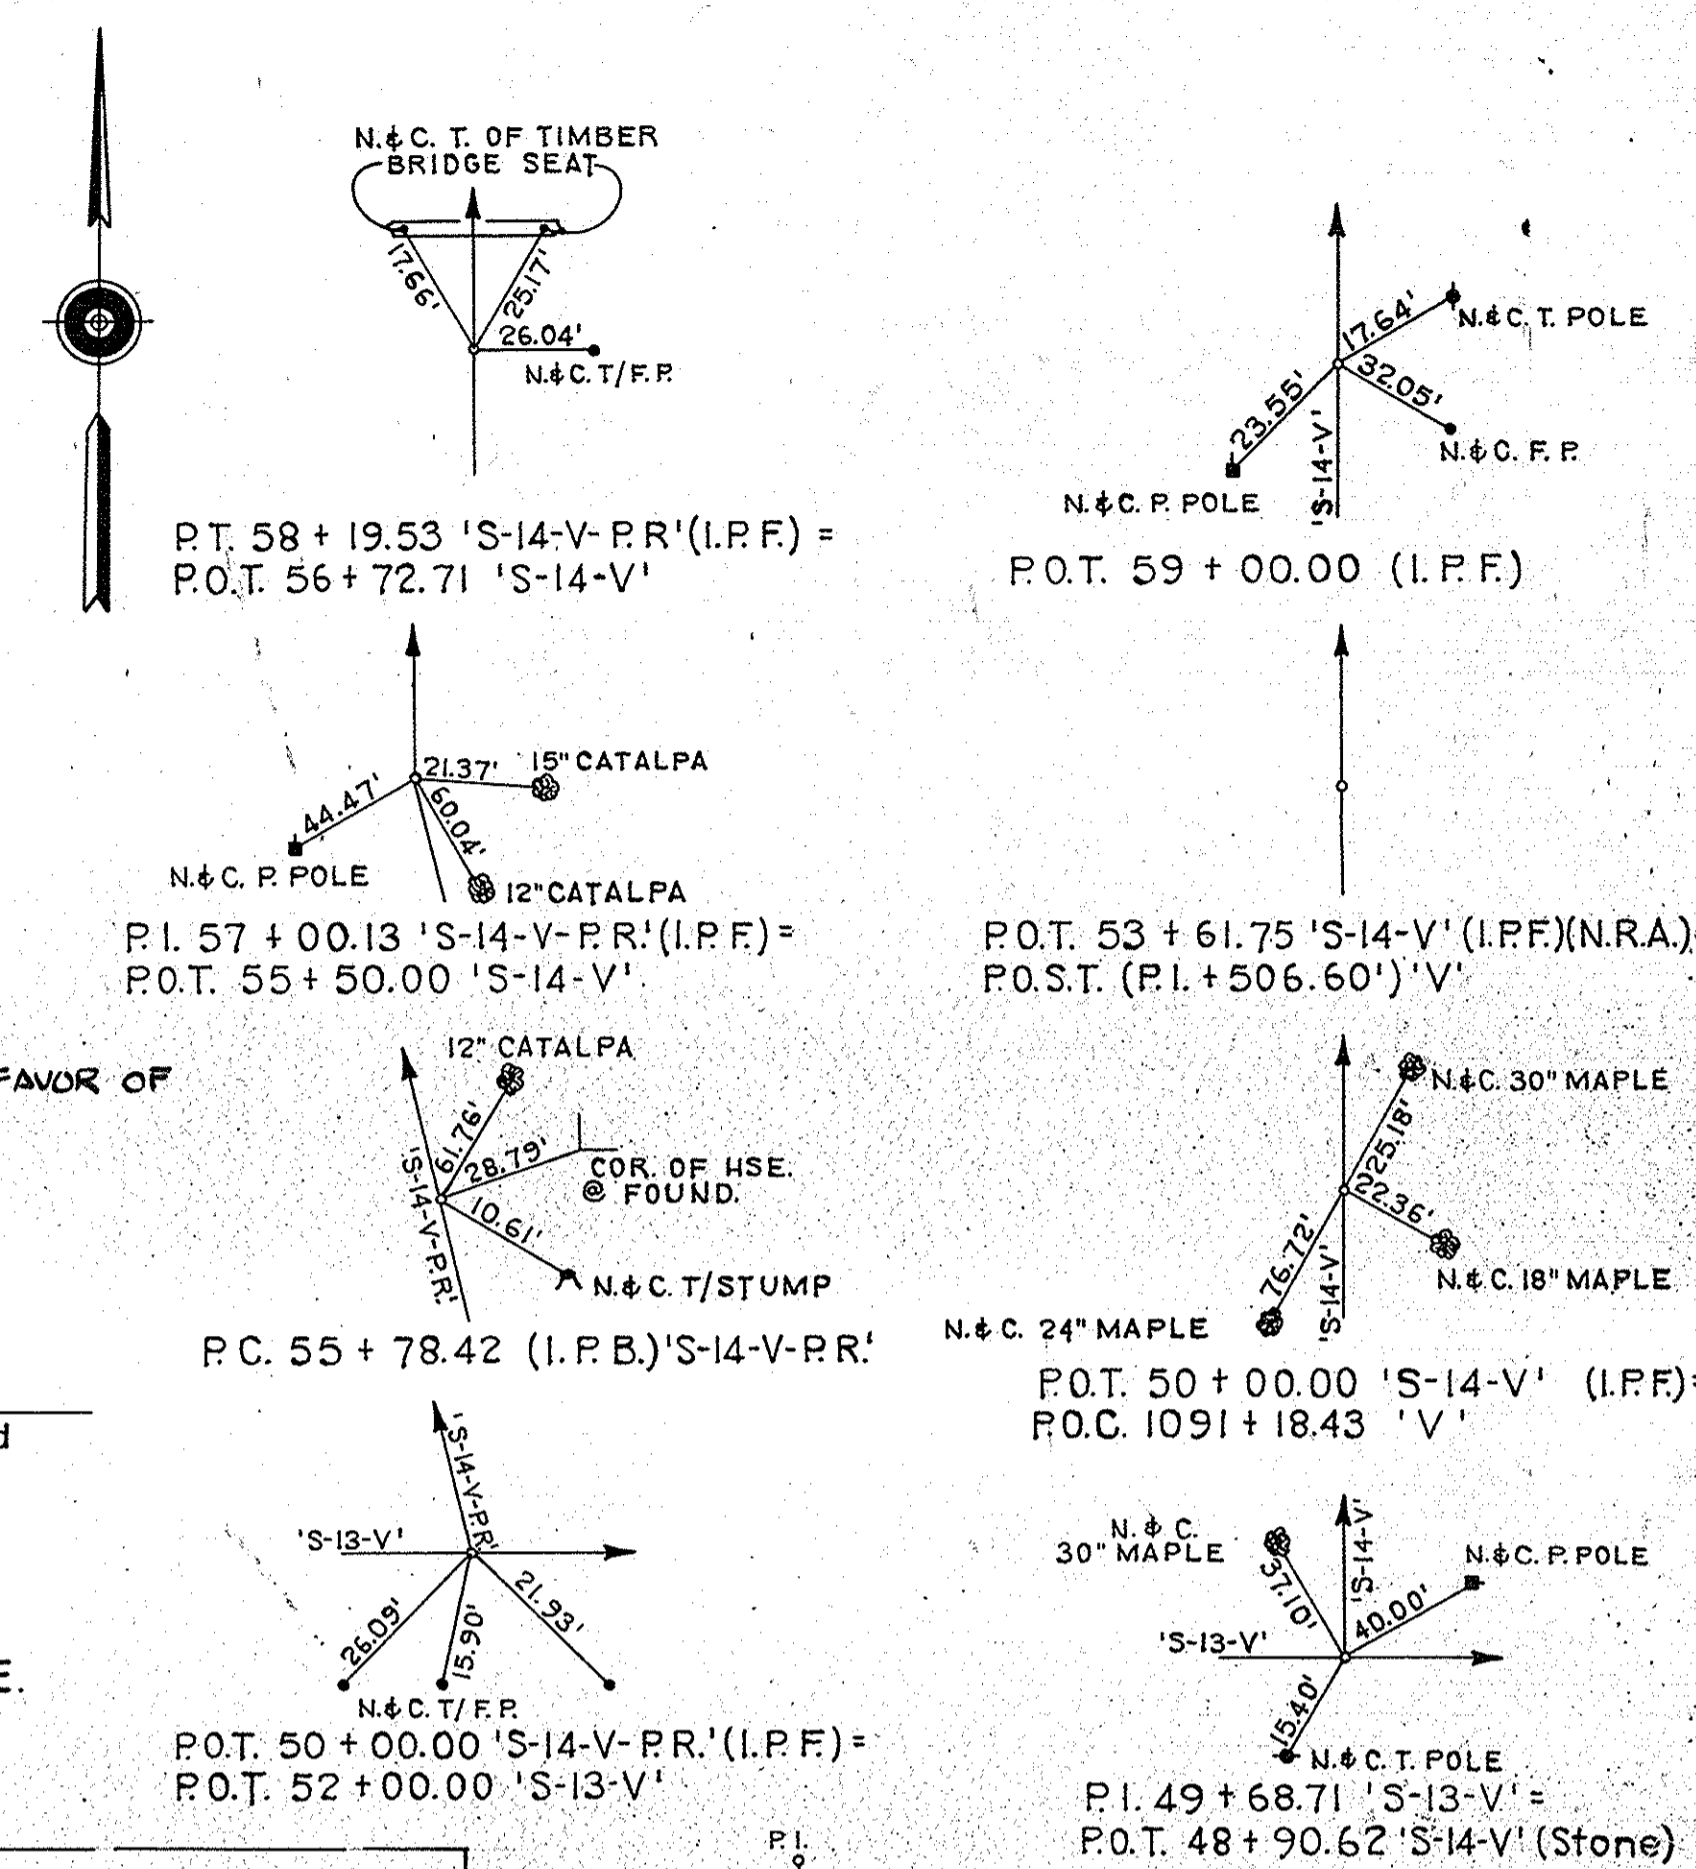 N.&C. T. OF TIMBER
BRIDGE SEAT
17.66'
25.17'
26.04'
N.&C. T/F.P.
P.T. 58 + 19.53 'S-14-V-P.R' (I.P.F.) =
P.O.T. 56 + 72.71 'S-14-V'
17.64'
N.&C. T. POLE
32.05'
23.55'
N.&C. F. P.
'S-14-V'
N.&C. P. POLE
P.O.T. 59 + 00.00 (I.P.F.)
21.37'
15" CATALPA
44.47'
60.04'
N.&C. P. POLE
12" CATALPA
P.I. 57 + 00.13 'S-14-V-P.R.' (I.P.F.) =
P.O.T. 55 + 50.00 'S-14-V'
P.O.T. 53 + 61.75 'S-14-V' (I.P.F.)(N.R.A.)=
P.O.S.T. (P.I. + 506.60') 'V'
FAVOR OF
12" CATALPA
61.76'
28.79'
COR. OF HSE.
@ FOUND.
'S-14-V-P.R.'
10.61'
N.&C. T/STUMP
P.C. 55 + 78.42 (I.P.B.) 'S-14-V-P.R.'
N.&C. 30" MAPLE
225.18'
22.36'
76.72'
'S-14-V'
N.&C. 18" MAPLE
N.&C. 24" MAPLE
P.O.T. 50 + 00.00 'S-14-V' (I.P.F.)=
P.O.C. 1091 + 18.43 'V'
d
'S-14-V-P.R.'
'S-13-V'
26.09'
15.90'
21.93'
N.&C. T/F.P.
P.O.T. 50 + 00.00 'S-14-V-P.R.' (I.P.F.) =
P.O.T. 52 + 00.00 'S-13-V'
E.
N.&C.
30" MAPLE
'S-14-V'
N.&C. P. POLE
37.10'
40.00'
'S-13-V'
15.40'
N.&C. T. POLE
P.I. 49 + 68.71 'S-13-V' =
P.O.T. 48 + 90.62 'S-14-V' (Stone)
P.I.